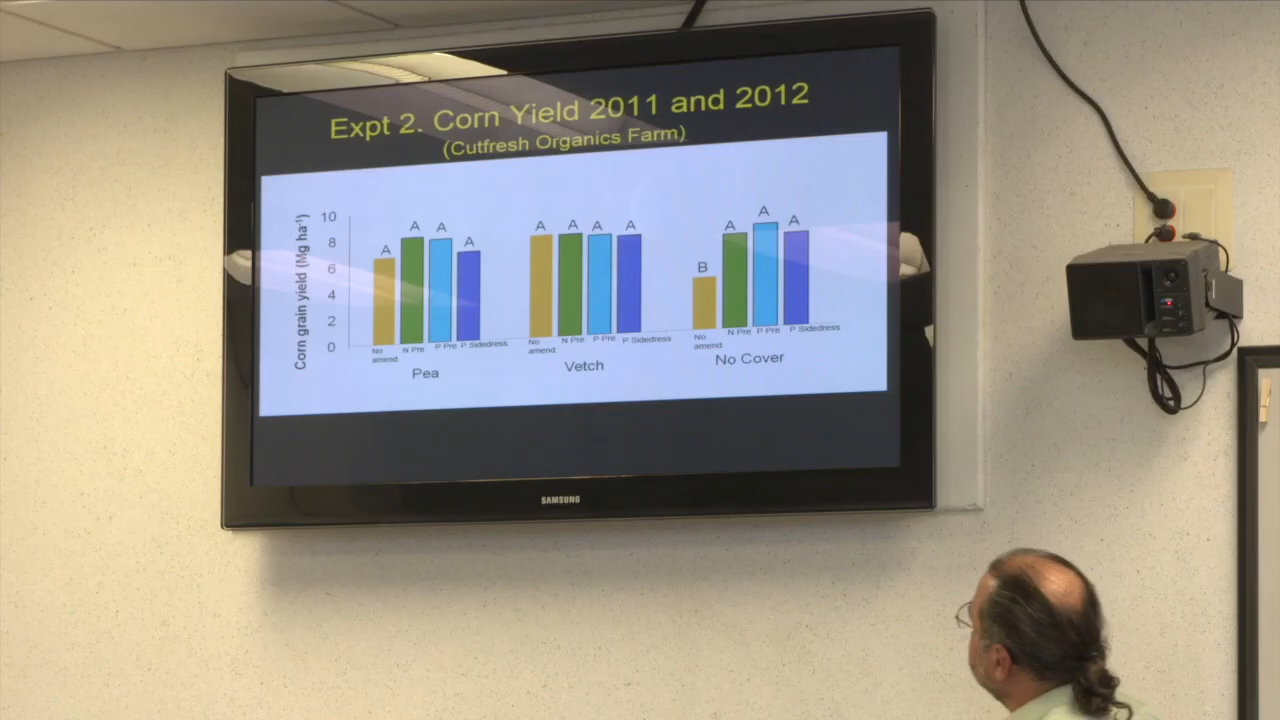 Expt 2. Corn Yield 2011 and 2012
(Cutfresh Organics Farm)
Corn grain yield (Mg ha⁻¹)
10
8
6
4
2
0
A A A A
A A A A
B A A A
No amend. N Pre P Pre P Sidedress
No amend. N Pre P Pre P Sidedress
No amend. N Pre P Pre P Sidedress
Pea
Vetch
No Cover
SAMSUNG